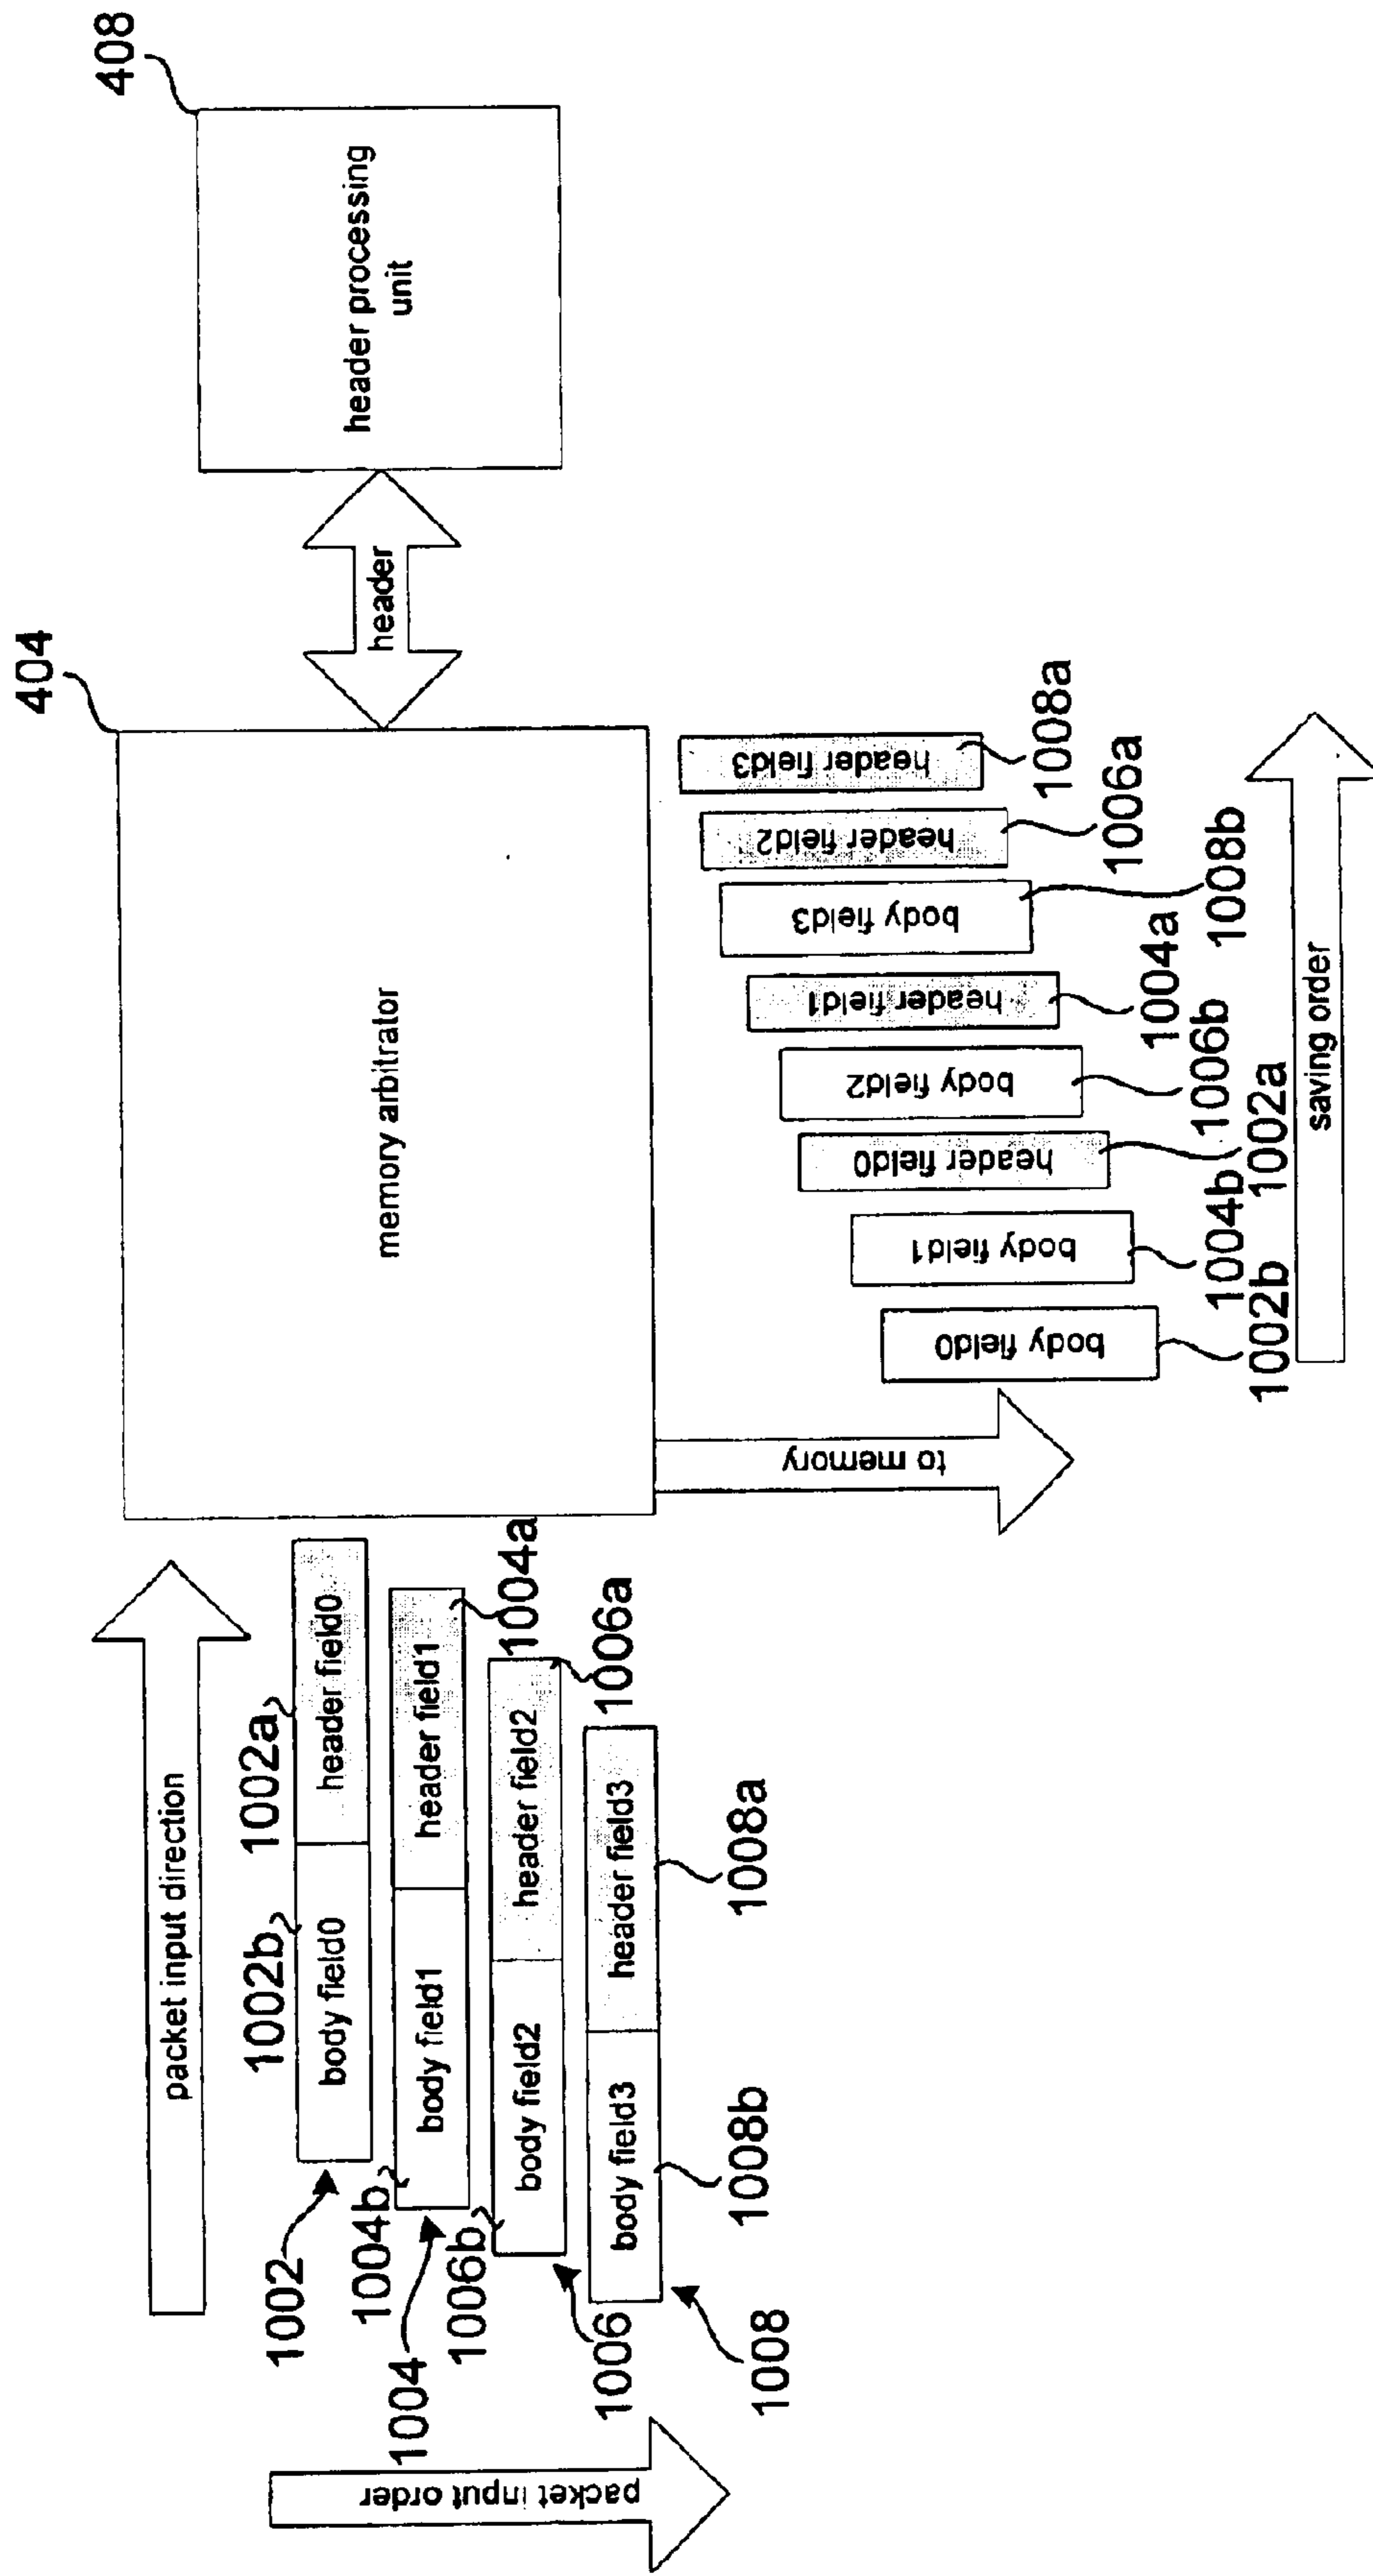 404
408
packet input direction
memory arbitrator
header
header processing
unit
1002b
1002a
body field0
header field0
1002
1004b
body field1
header field1
1004a
1004
1006b
body field2
header field2
1006a
1006
body field3
header field3
1008b
1008a
1008
packet input order
to memory
body field0
body field1
header field0
body field2
header field1
body field3
header field2
header field3
1002b
1004b
1002a
1006b
1004a
1008b
1006a
1008a
saving order